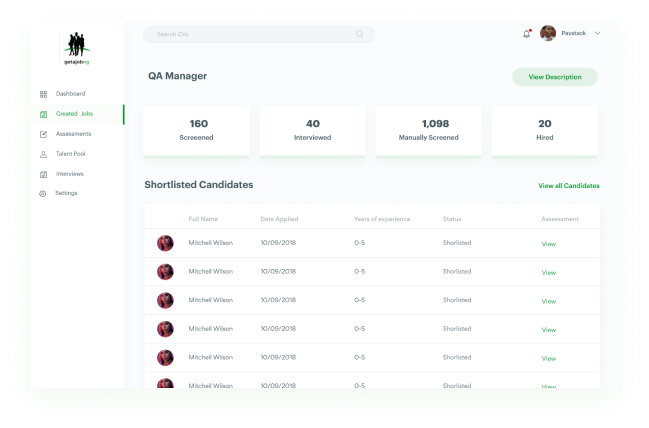 Search CVs
Paystack
getajobng
QA Manager
View Description
Dashboard
Created Jobs
Assessments
Talent Pool
Interviews
Settings
160
Screeened
40
Interviewed
1,098
Manually Screened
20
Hired
Shortlisted Candidates
View all Candidates
Full Name Date Applied Years of experience Status Assessment
Mitchell Wilson 10/09/2018 0-5 Shorlisted View
Mitchell Wilson 10/09/2018 0-5 Shorlisted View
Mitchell Wilson 10/09/2018 0-5 Shorlisted View
Mitchell Wilson 10/09/2018 0-5 Shorlisted View
Mitchell Wilson 10/09/2018 0-5 Shorlisted View
Mitchell Wilson 10/09/2018 0-5 Shorlisted View